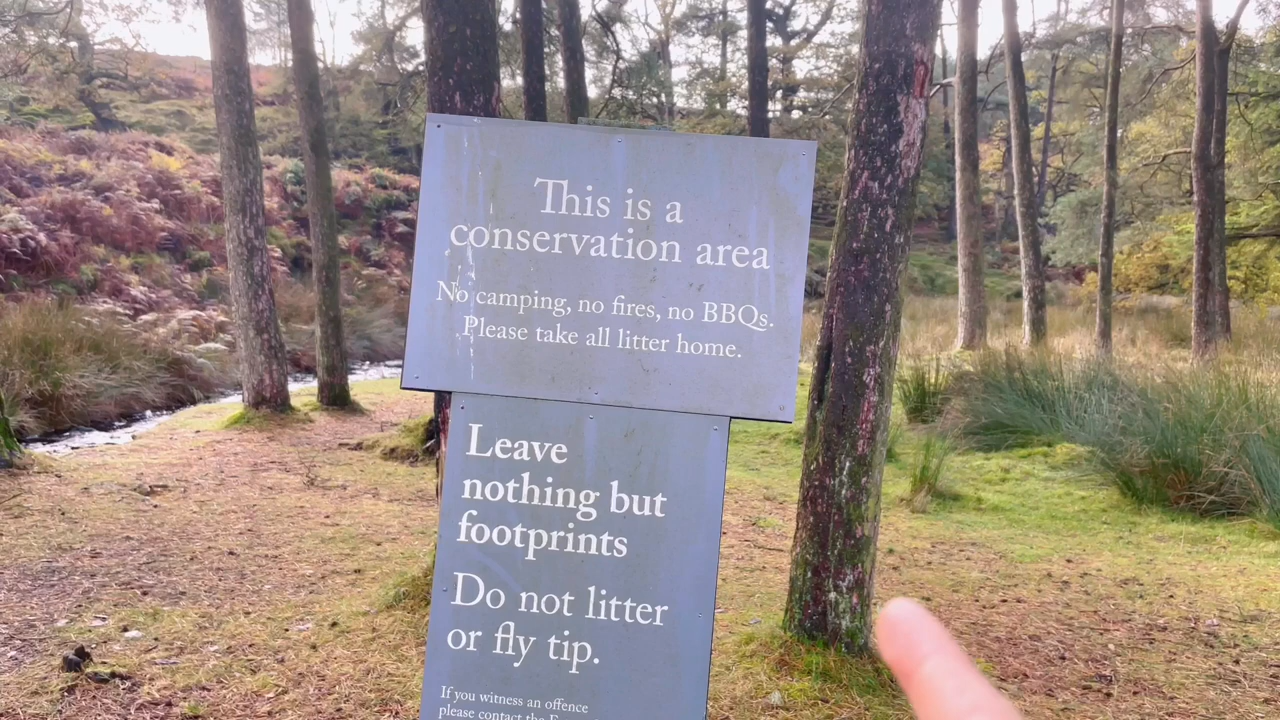 This is a
conservation area
No camping, no fires, no BBQs.
Please take all litter home.
Leave
nothing but
footprints
Do not litter
or fly tip.
If you witness an offence
please contact the